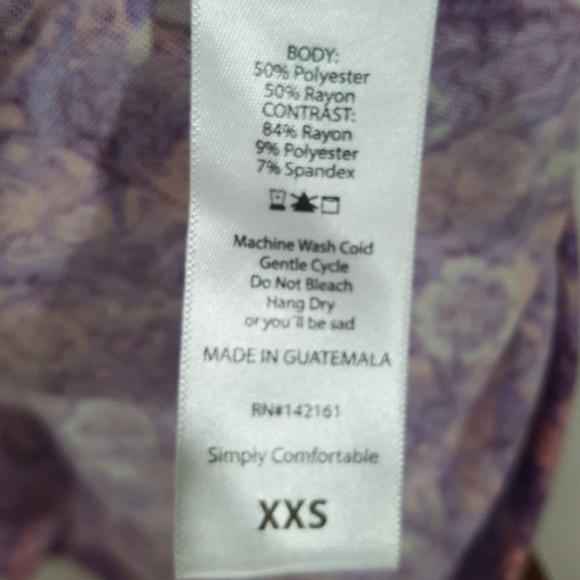 BODY:
50% Polyester
50% Rayon
CONTRAST:
84% Rayon
9% Polyester
7% Spandex
Machine Wash Cold
Gentle Cycle
Do Not Bleach
Hang Dry
or you'll be sad
MADE IN GUATEMALA
RN#142161
Simply Comfortable
XXS